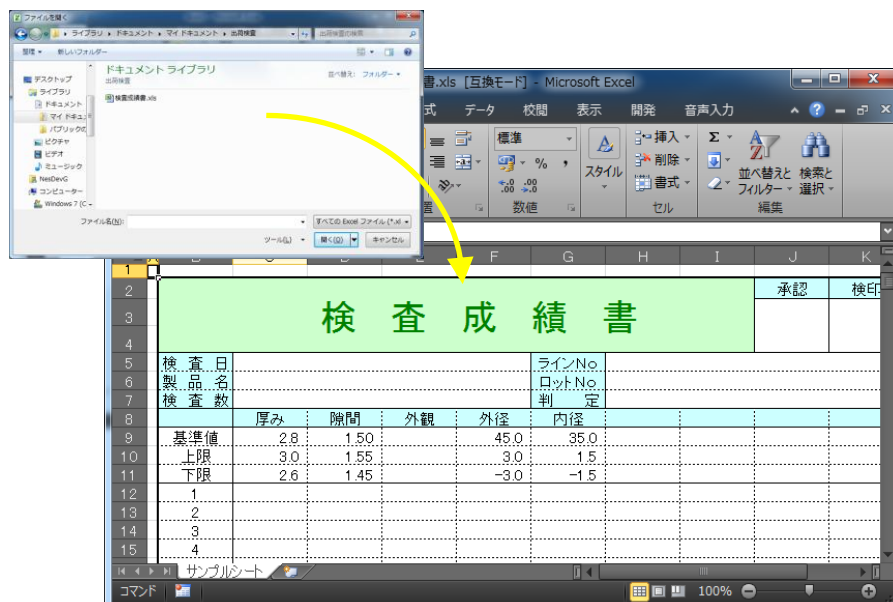 ファイルを開く
ライブラリ ▸ ドキュメント ▸ マイ ドキュメント ▸ 出荷検査
出荷検査の検索
整理 新しいフォルダー
デスクトップ
ライブラリ
ドキュメント
マイ ドキュ
パブリックの
ピクチャ
ビデオ
ミュージック
NesDevG
コンピューター
Windows 7 (C
ドキュメント ライブラリ
出荷検査
並べ替え: フォルダー
検査成績書.xls
ファイル名(N):
すべての Excel ファイル (*.xl
ツール(L) 開く(O) キャンセル
書.xls [互換モード] - Microsoft Excel
式 データ 校閲 表示 開発 音声入力
標準
% ,
.00 .00
スタイル
挿入
削除
書式
Σ
並べ替えと フィルター
検索と 選択
置 数値 セル 編集
E F G H I J K
1
2 承認 検印
3 検 査 成 績 書
4
5 検 査 日 ラインNo
6 製 品 名 ロットNo
7 検 査 数 判 定
8 厚み 隙間 外観 外径 内径
9 基準値 2.8 1.50 45.0 35.0
10 上限 3.0 1.55 3.0 1.5
11 下限 2.6 1.45 -3.0 -1.5
12 1
13 2
14 3
15 4
サンプルシート
コマンド 100%